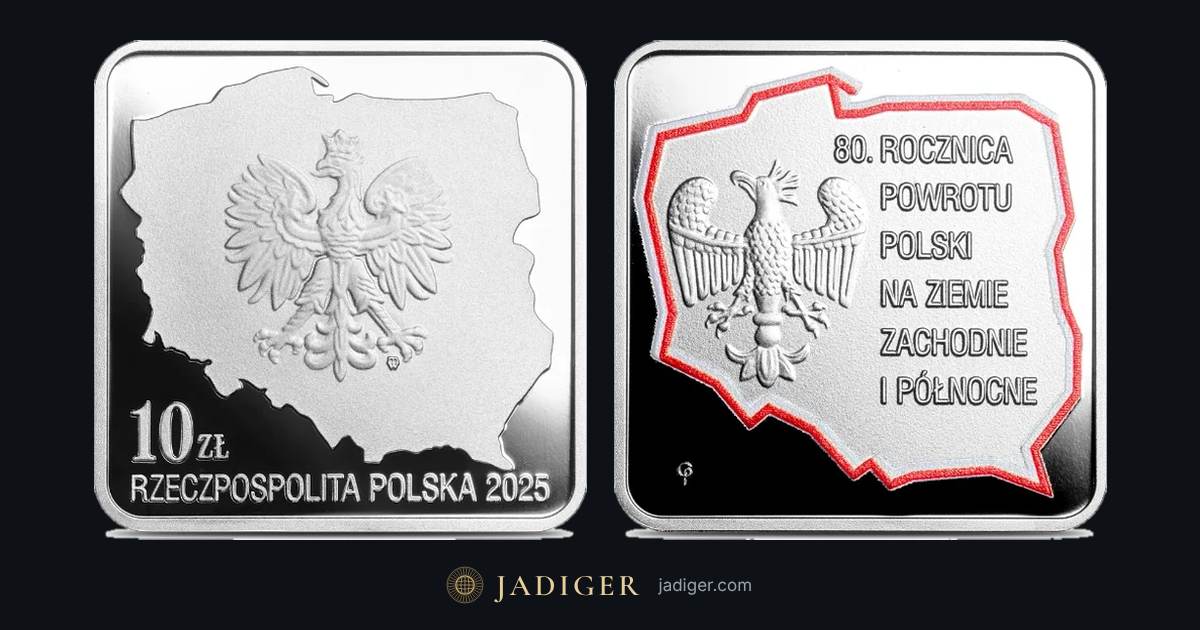 10 ZŁ
RZECZPOSPOLITA POLSKA 2025
80. ROCZNICA
POWROTU
POLSKI
NA ZIEMIE
ZACHODNIE
I PÓŁNOCNE
JADIGER jadiger.com